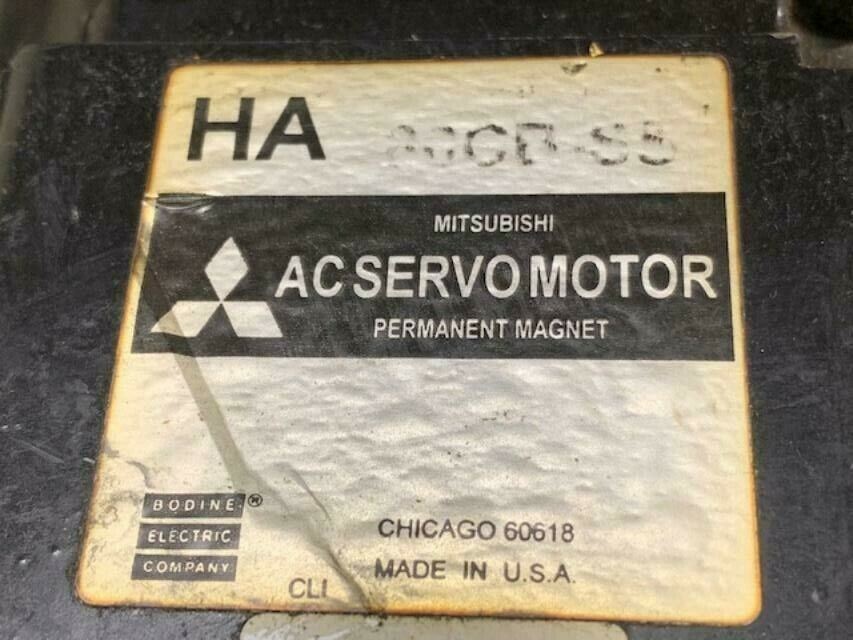 HA
MITSUBISHI
AC SERVO MOTOR
PERMANENT MAGNET
BODINE ®
ELECTRIC
COMPANY
CHICAGO 60618
MADE IN U.S.A.
CLI